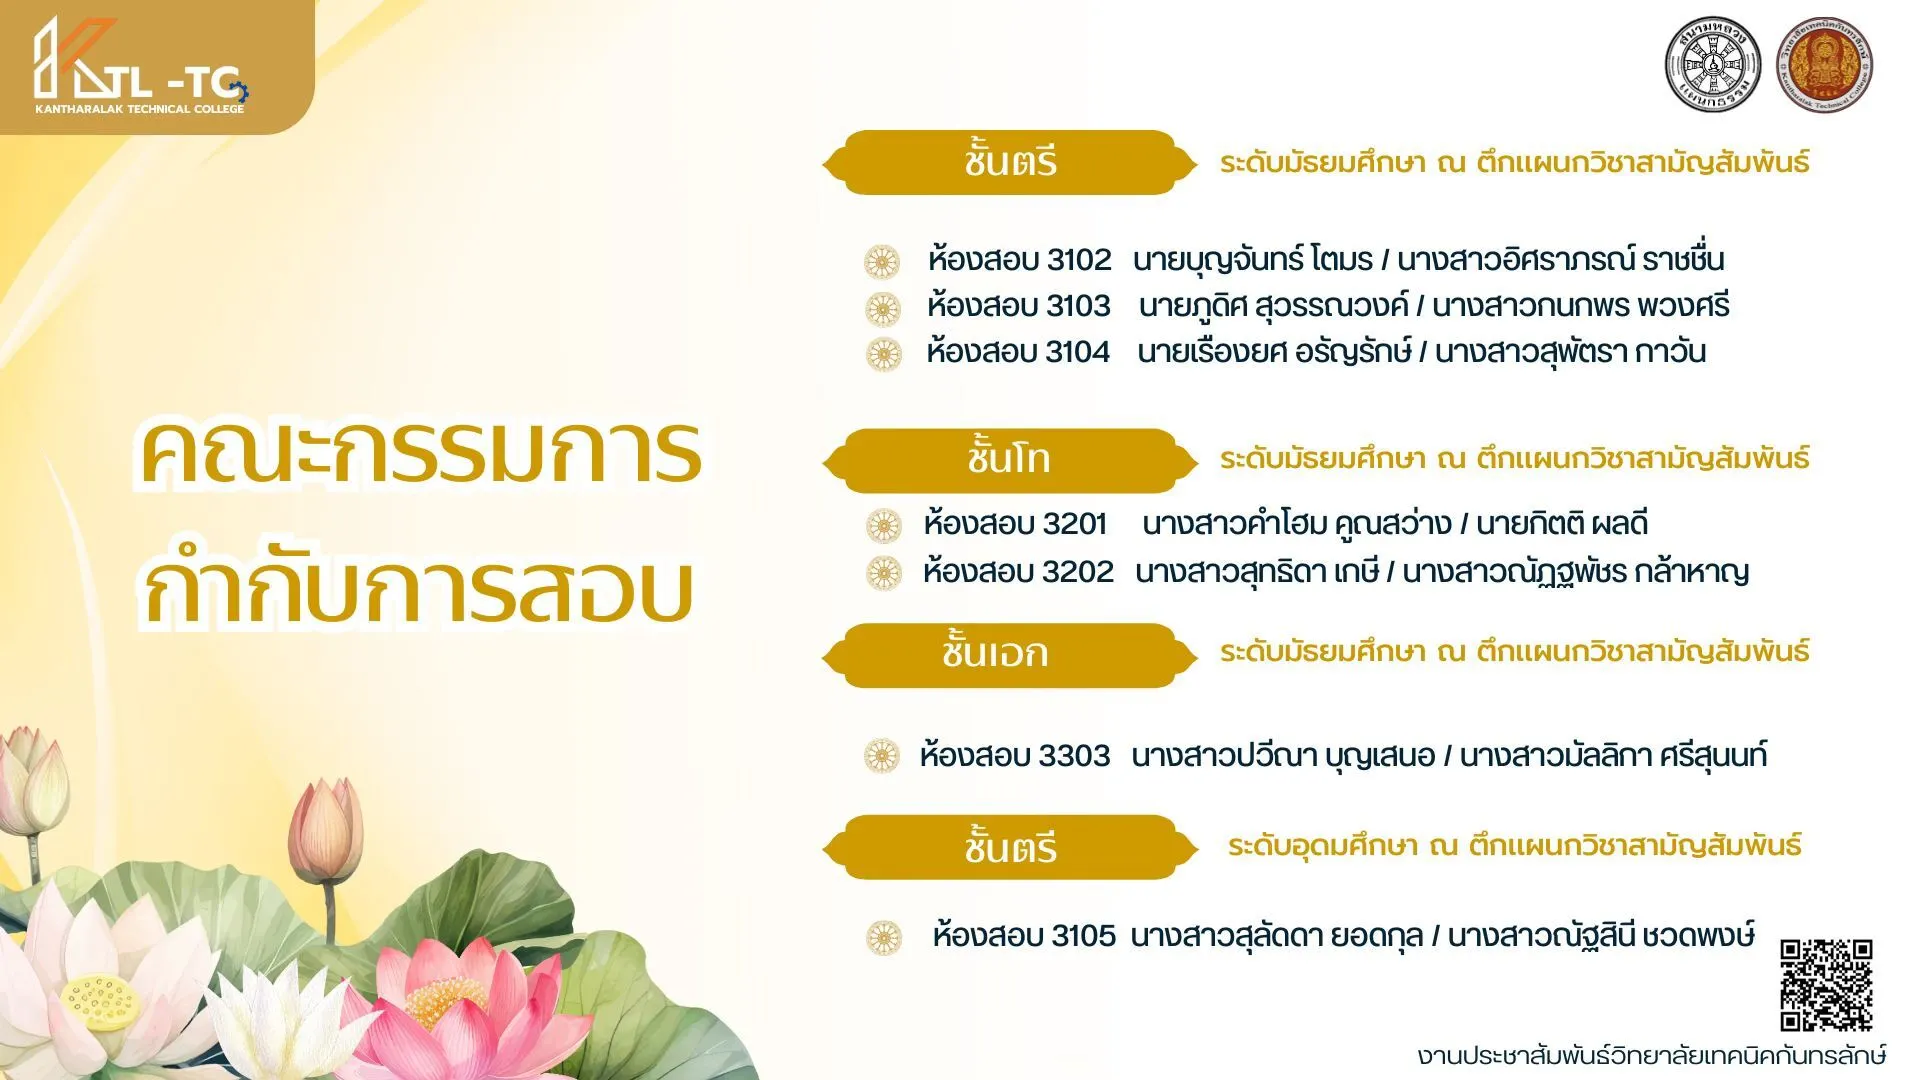 KTL -TC
KANTHARALAK TECHNICAL COLLEGE
สนามหลวง
แผนกธรรม
วิทยาลัยเทคนิคกันทรลักษ์
Kantharalak Technical College
คณะกรรมการ
กำกับการสอบ
ชั้นตรี ระดับมัธยมศึกษา ณ ตึกแผนกวิชาสามัญสัมพันธ์
ห้องสอบ 3102 นายบุญจันทร์ โตมร / นางสาวอิศราภรณ์ ราชชื่น
ห้องสอบ 3103 นายภูดิศ สุวรรณวงค์ / นางสาวกนกพร พวงศรี
ห้องสอบ 3104 นายเรืองยศ อรัญรักษ์ / นางสาวสุพัตรา กาวัน
ชั้นโท ระดับมัธยมศึกษา ณ ตึกแผนกวิชาสามัญสัมพันธ์
ห้องสอบ 3201 นางสาวคำโฮม คูณสว่าง / นายกิตติ ผลดี
ห้องสอบ 3202 นางสาวสุทธิดา เกษี / นางสาวณัฏฐพัชร กล้าหาญ
ชั้นเอก ระดับมัธยมศึกษา ณ ตึกแผนกวิชาสามัญสัมพันธ์
ห้องสอบ 3303 นางสาวปวีณา บุญเสนอ / นางสาวมัลลิกา ศรีสุนนท์
ชั้นตรี ระดับอุดมศึกษา ณ ตึกแผนกวิชาสามัญสัมพันธ์
ห้องสอบ 3105 นางสาวสุลัดดา ยอดกุล / นางสาวณัฐสินี ชวดพงษ์
งานประชาสัมพันธ์วิทยาลัยเทคนิคกันทรลักษ์